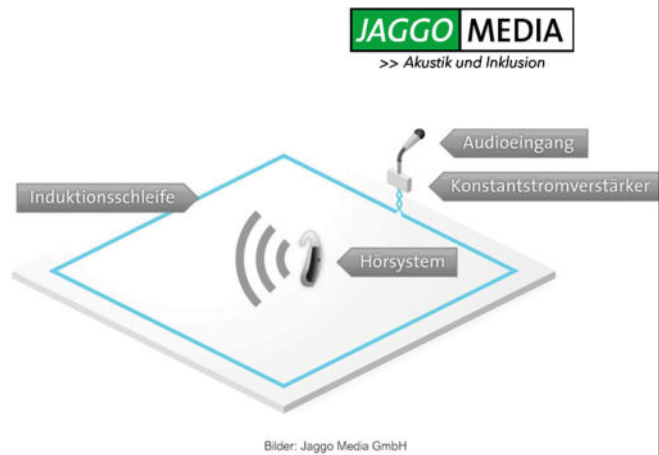 JAGGO MEDIA
>> Akustik und Inklusion
Audioeingang
Konstantstromverstärker
Induktionsschleife
Hörsystem
Bilder: Jaggo Media GmbH